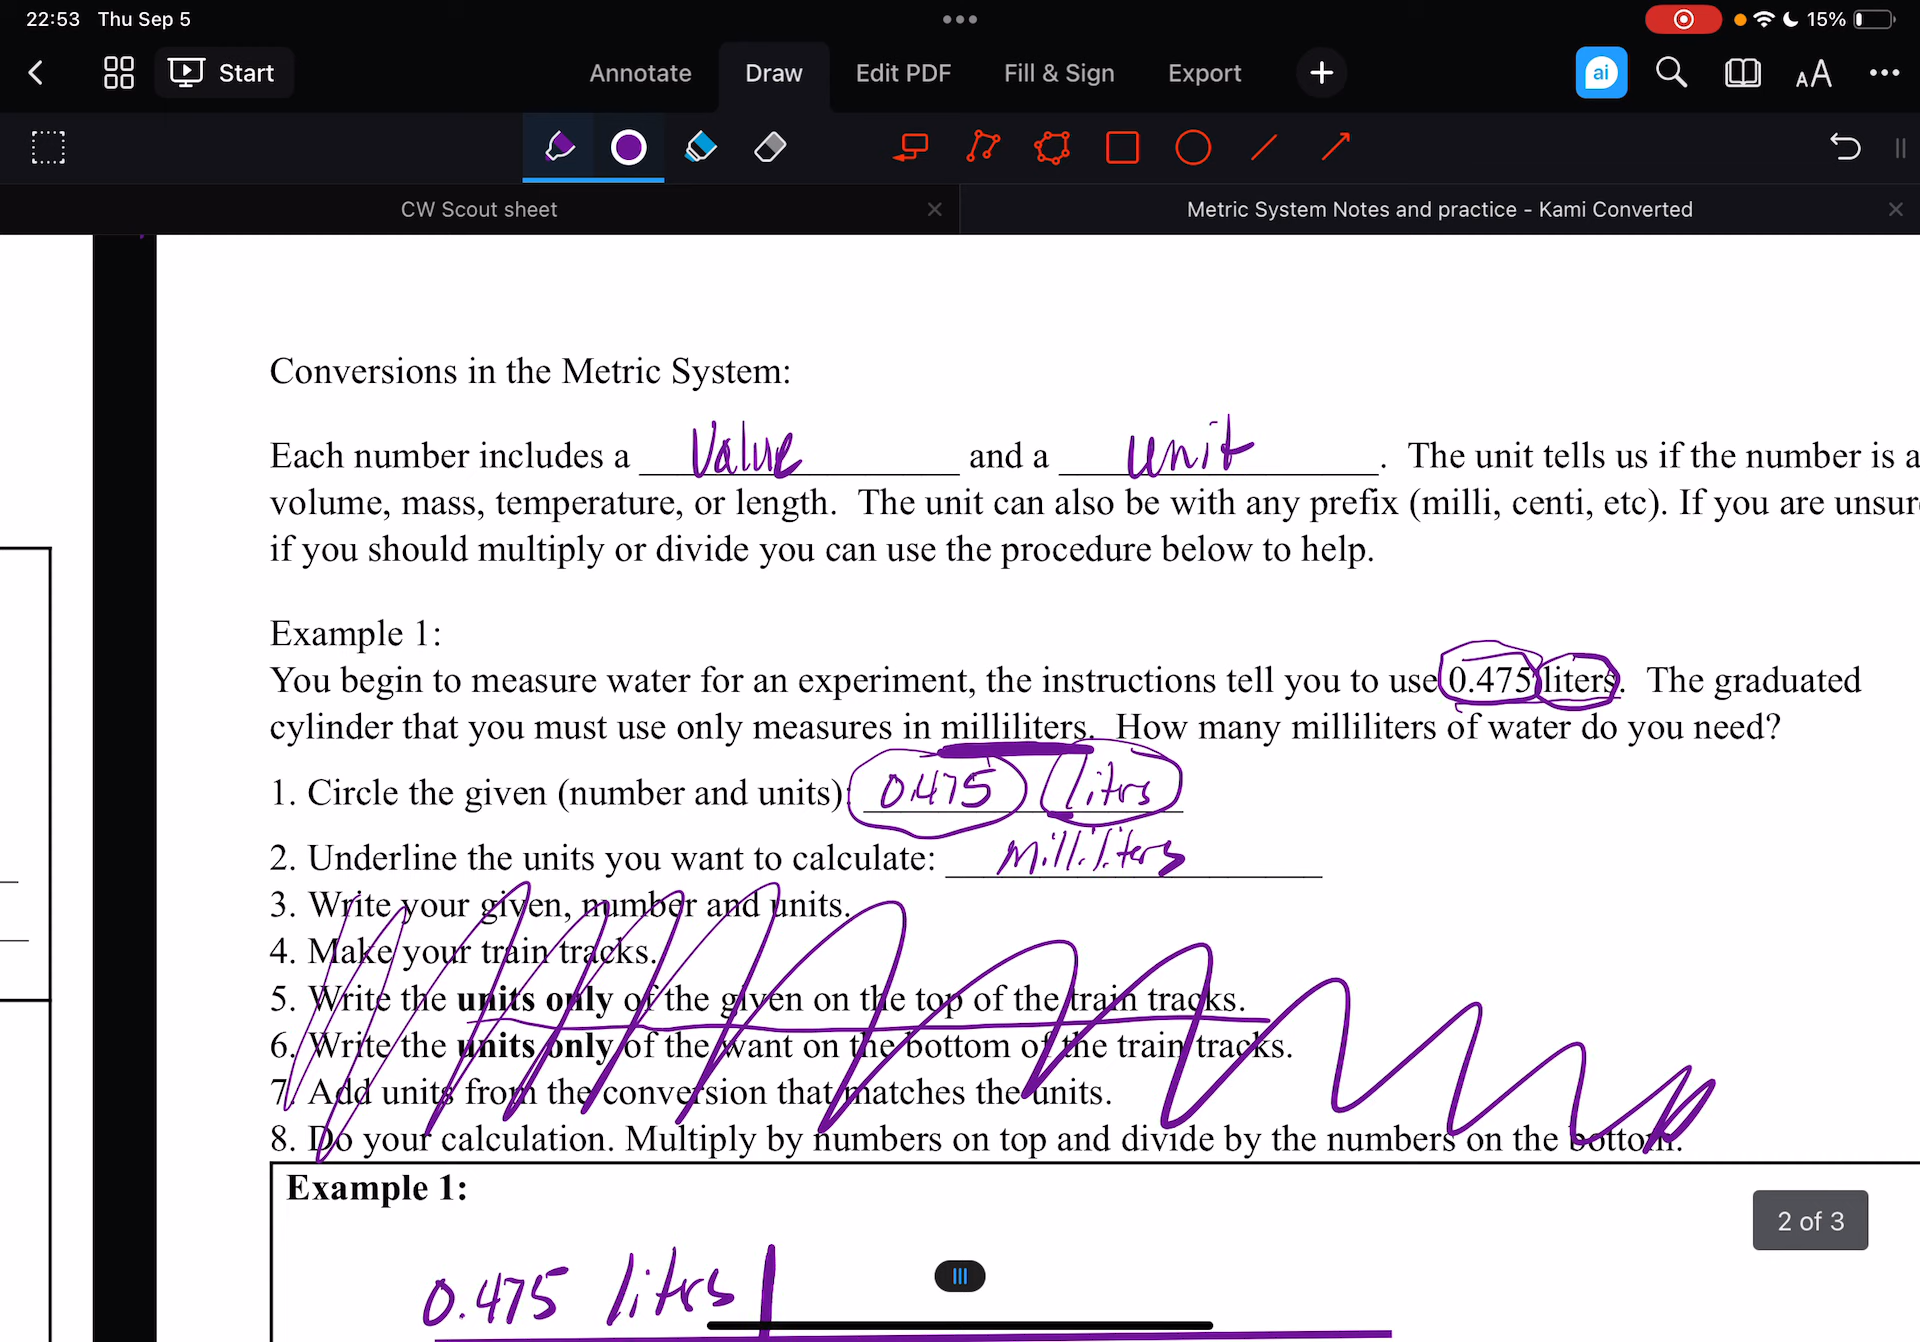 22:53 Thu Sep 5
15%
Start
Annotate
Draw
Edit PDF
Fill & Sign
Export
ai
AA
CW Scout sheet
Metric System Notes and practice - Kami Converted
Conversions in the Metric System:
Each number includes a Value and a unit. The unit tells us if the number is a
volume, mass, temperature, or length. The unit can also be with any prefix (milli, centi, etc). If you are unsur
if you should multiply or divide you can use the procedure below to help.
Example 1:
You begin to measure water for an experiment, the instructions tell you to use 0.475 liters. The graduated
cylinder that you must use only measures in milliliters. How many milliliters of water do you need?
1. Circle the given (number and units): 0.475 litrs
2. Underline the units you want to calculate: Milliliters
3. Write your given, number and units.
4. Make your train tracks.
5. Write the units only of the given on the top of the train tracks.
6. Write the units only of the want on the bottom of the train tracks.
7. Add units from the conversion that matches the units.
8. Do your calculation. Multiply by numbers on top and divide by the numbers on the bottom.
Example 1:
2 of 3
0.475 litrs